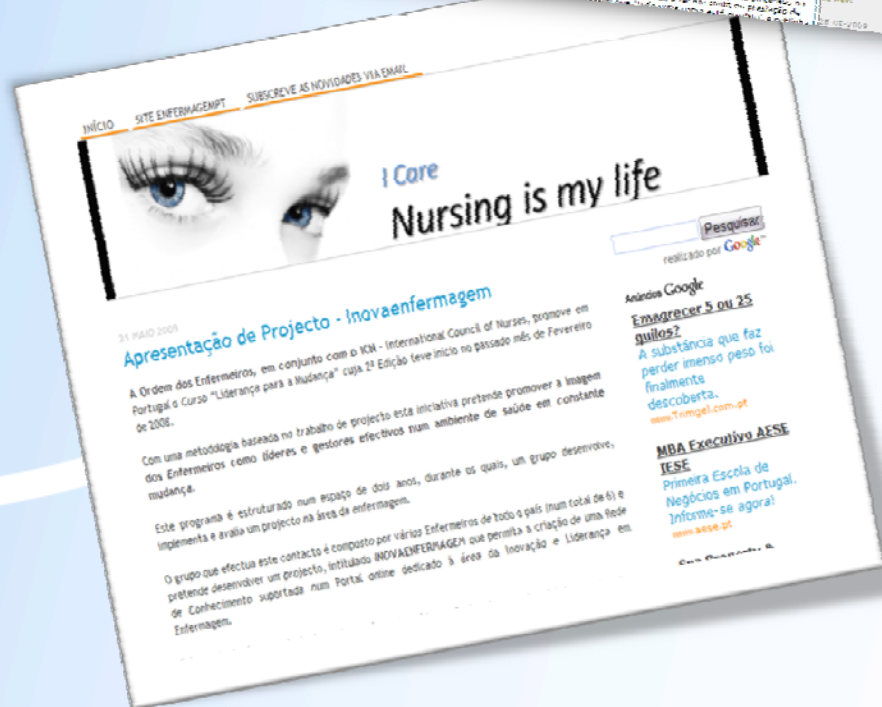 INÍCIO SITE ENFERMAGEMPT SUBSCREVE AS NOVIDADES VIA EMAIL
I Care
Nursing is my life
Pesquisar
realizado por Google™
31 MAIO 2009
Apresentação de Projecto - Inovaenfermagem
A Ordem dos Enfermeiros, em conjunto com o ICN - International Council of Nurses, promove em
Portugal o Curso "Liderança para a Mudança" cuja 2ª Edição teve inicio no passado mês de Fevereiro
de 2008.
Com uma metodologia baseada no trabalho de projecto esta iniciativa pretende promover a imagem
dos Enfermeiros como líderes e gestores efectivos num ambiente de saúde em constante
mudança.
Este programa é estruturado num espaço de dois anos, durante os quais, um grupo desenvolve,
implementa e avalia um projecto na área da enfermagem.
O grupo que efectua este contacto é composto por vários Enfermeiros de todo o país (num total de 6) e
pretende desenvolver um projecto, intitulado INOVAENFERMAGEM que permita a criação de uma Rede
de Conhecimento suportada num Portal online dedicado à área da Inovação e Liderança em
Enfermagem.
Anúncios Google
Emagrecer 5 ou 25
quilos?
A substância que faz
perder imenso peso foi
finalmente
descoberta.
www.Trimgel.com.pt
MBA Executivo AESE
IESE
Primeira Escola de
Negócios em Portugal.
Informe-se agora!
www.aese.pt